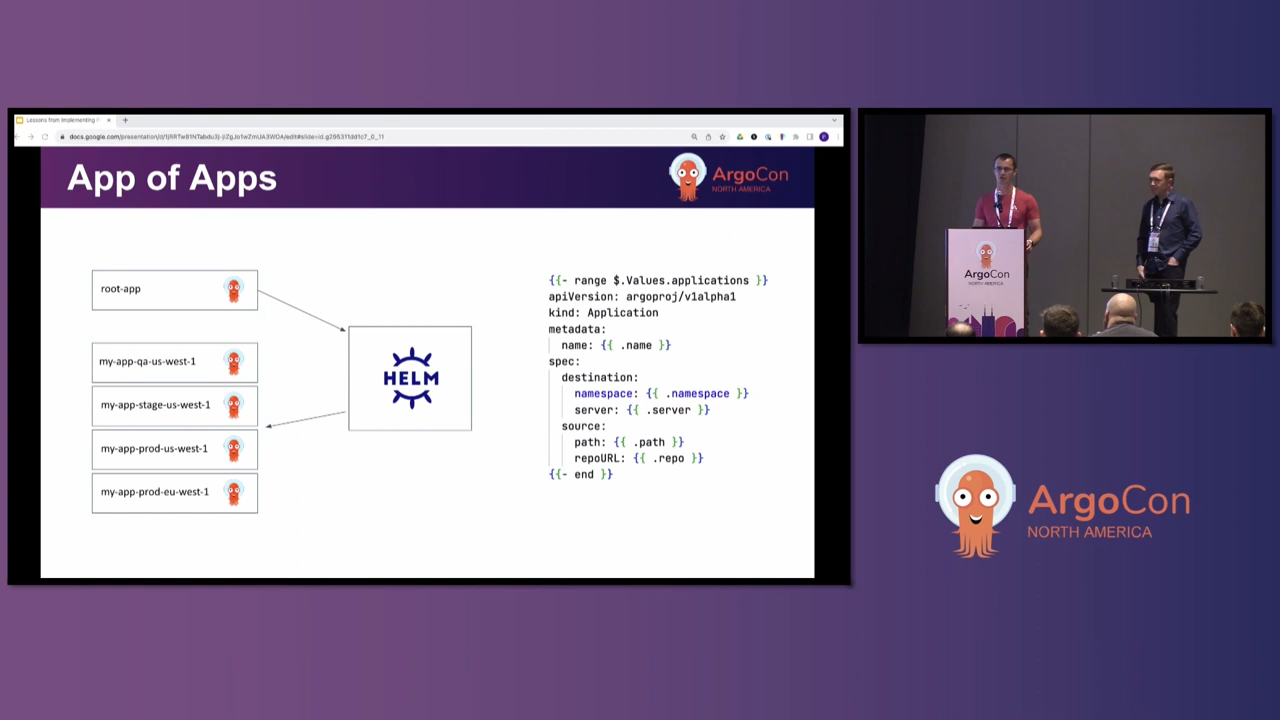 Lessons from Implementing
App of Apps
ArgoCon
NORTH AMERICA
root-app
my-app-qa-us-west-1
my-app-stage-us-west-1
my-app-prod-us-west-1
my-app-prod-eu-west-1
HELM
{{- range $.Values.applications }}
apiVersion: argoproj/v1alpha1
kind: Application
metadata:
name: {{ .name }}
spec:
destination:
namespace: {{ .namespace }}
server: {{ .server }}
source:
path: {{ .path }}
repoURL: {{ .repo }}
{{- end }}
ArgoCon
NORTH AMERICA
ArgoCon
NORTH AMERICA